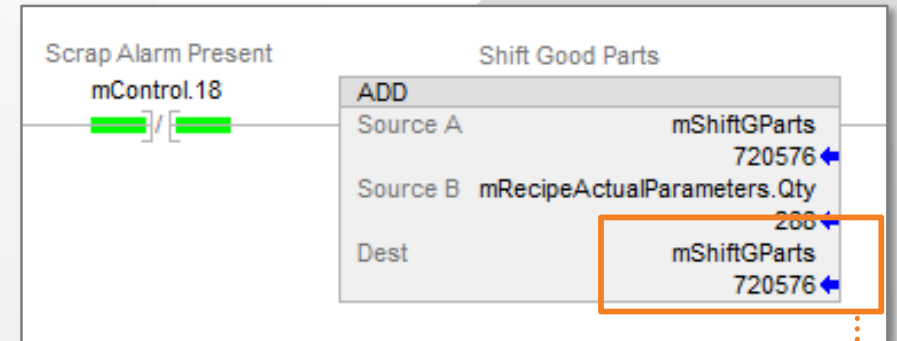 Scrap Alarm Present
mControl.18
Shift Good Parts
ADD
Source A mShiftGParts
720576
Source B mRecipeActualParameters.Qty
Dest mShiftGParts
720576